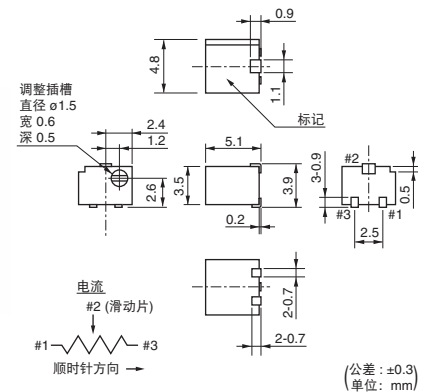 0.9
4.8
1.1
标记
调整插槽
直径 ø1.5
宽 0.6
深 0.5
2.4
1.2
2.6
5.1
3.5
3.9
0.2
3-0.9
#2
0.5
#3
#1
2.5
2-0.7
2-0.7
电流
#2 (滑动片)
#1
#3
顺时针方向
(公差 : ±0.3
单位: mm)